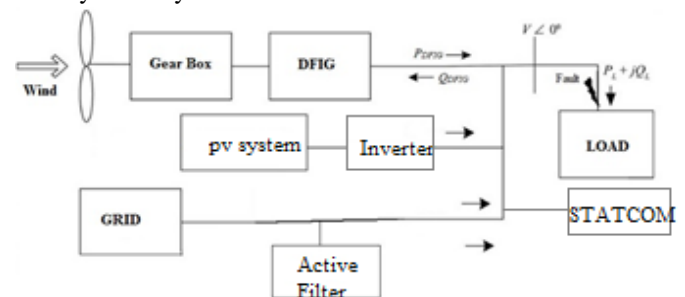 V∠ 0°
Gear Box
DFIG
P_DFIG
Q_DFIG
Wind
Fault
P_L + jQ_L
pv system
Inverter
LOAD
GRID
STATCOM
Active
Filter